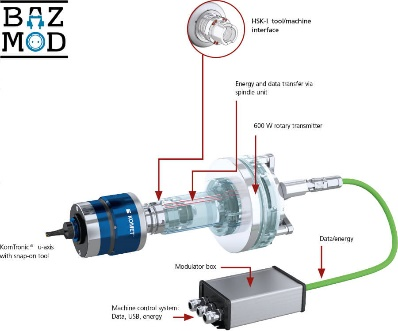 BAZ
MOD
HSK-I tool/machine
interface
Energy and data transfer via
spindle unit
600 W rotary transmitter
KOMET
KomTronic® u-axis
with snap-on tool
Data/energy
Modulator box
Machine control system:
Data, USB, energy